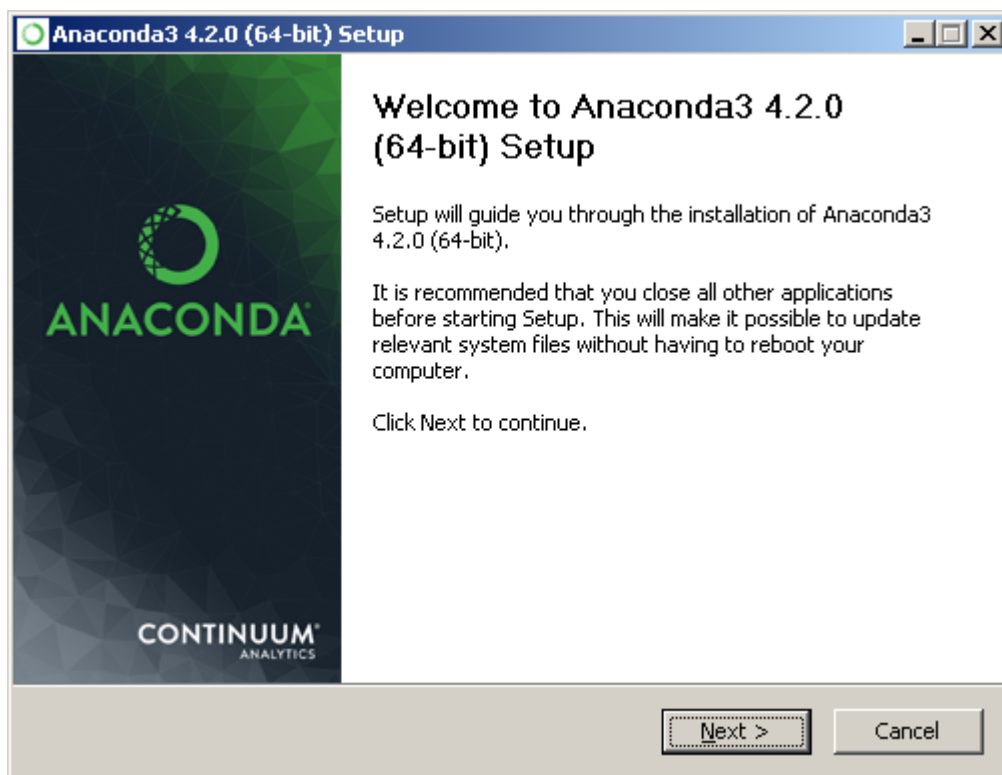 Anaconda3 4.2.0 (64-bit) Setup
Welcome to Anaconda3 4.2.0
(64-bit) Setup
Setup will guide you through the installation of Anaconda3
4.2.0 (64-bit).
It is recommended that you close all other applications
before starting Setup. This will make it possible to update
relevant system files without having to reboot your
computer.
Click Next to continue.
ANACONDA
CONTINUUM
ANALYTICS
Next >
Cancel